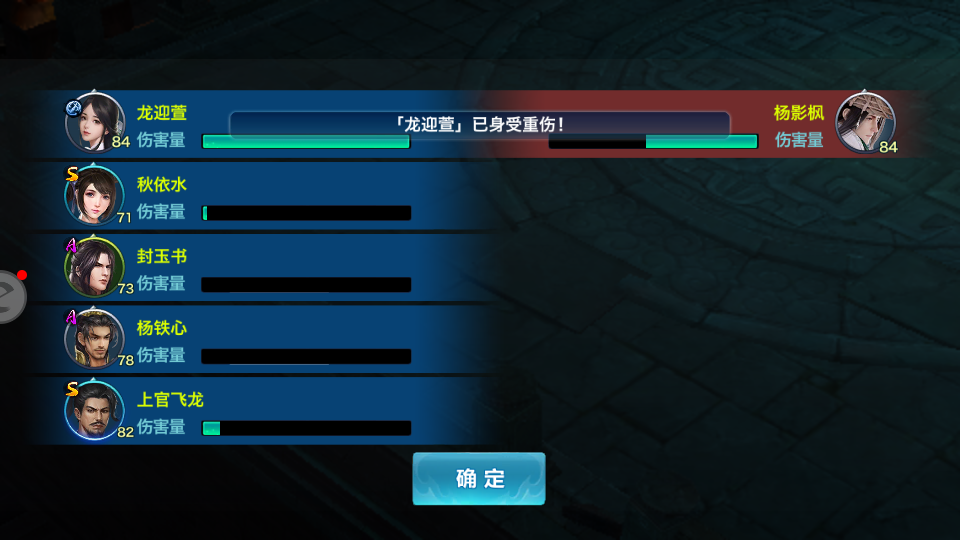 龙迎萱
84
伤害量
「龙迎萱」已身受重伤！
杨影枫
伤害量
84
S
秋依水
71
伤害量
A
封玉书
73
伤害量
A
杨铁心
78
伤害量
S
上官飞龙
82
伤害量
确定